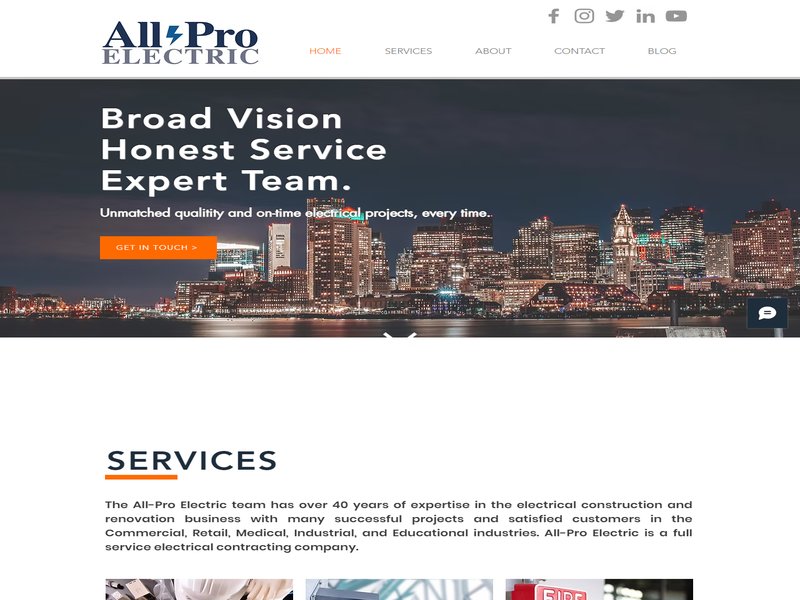 All Pro
ELECTRIC
HOME SERVICES ABOUT CONTACT BLOG
Broad Vision
Honest Service
Expert Team.
Unmatched qualitity and on-time electrical projects, every time.
GET IN TOUCH >
SERVICES
The All-Pro Electric team has over 40 years of expertise in the electrical construction and
renovation business with many successful projects and satisfied customers in the
Commercial, Retail, Medical, Industrial, and Educational industries. All-Pro Electric is a full
service electrical contracting company.
FIRE